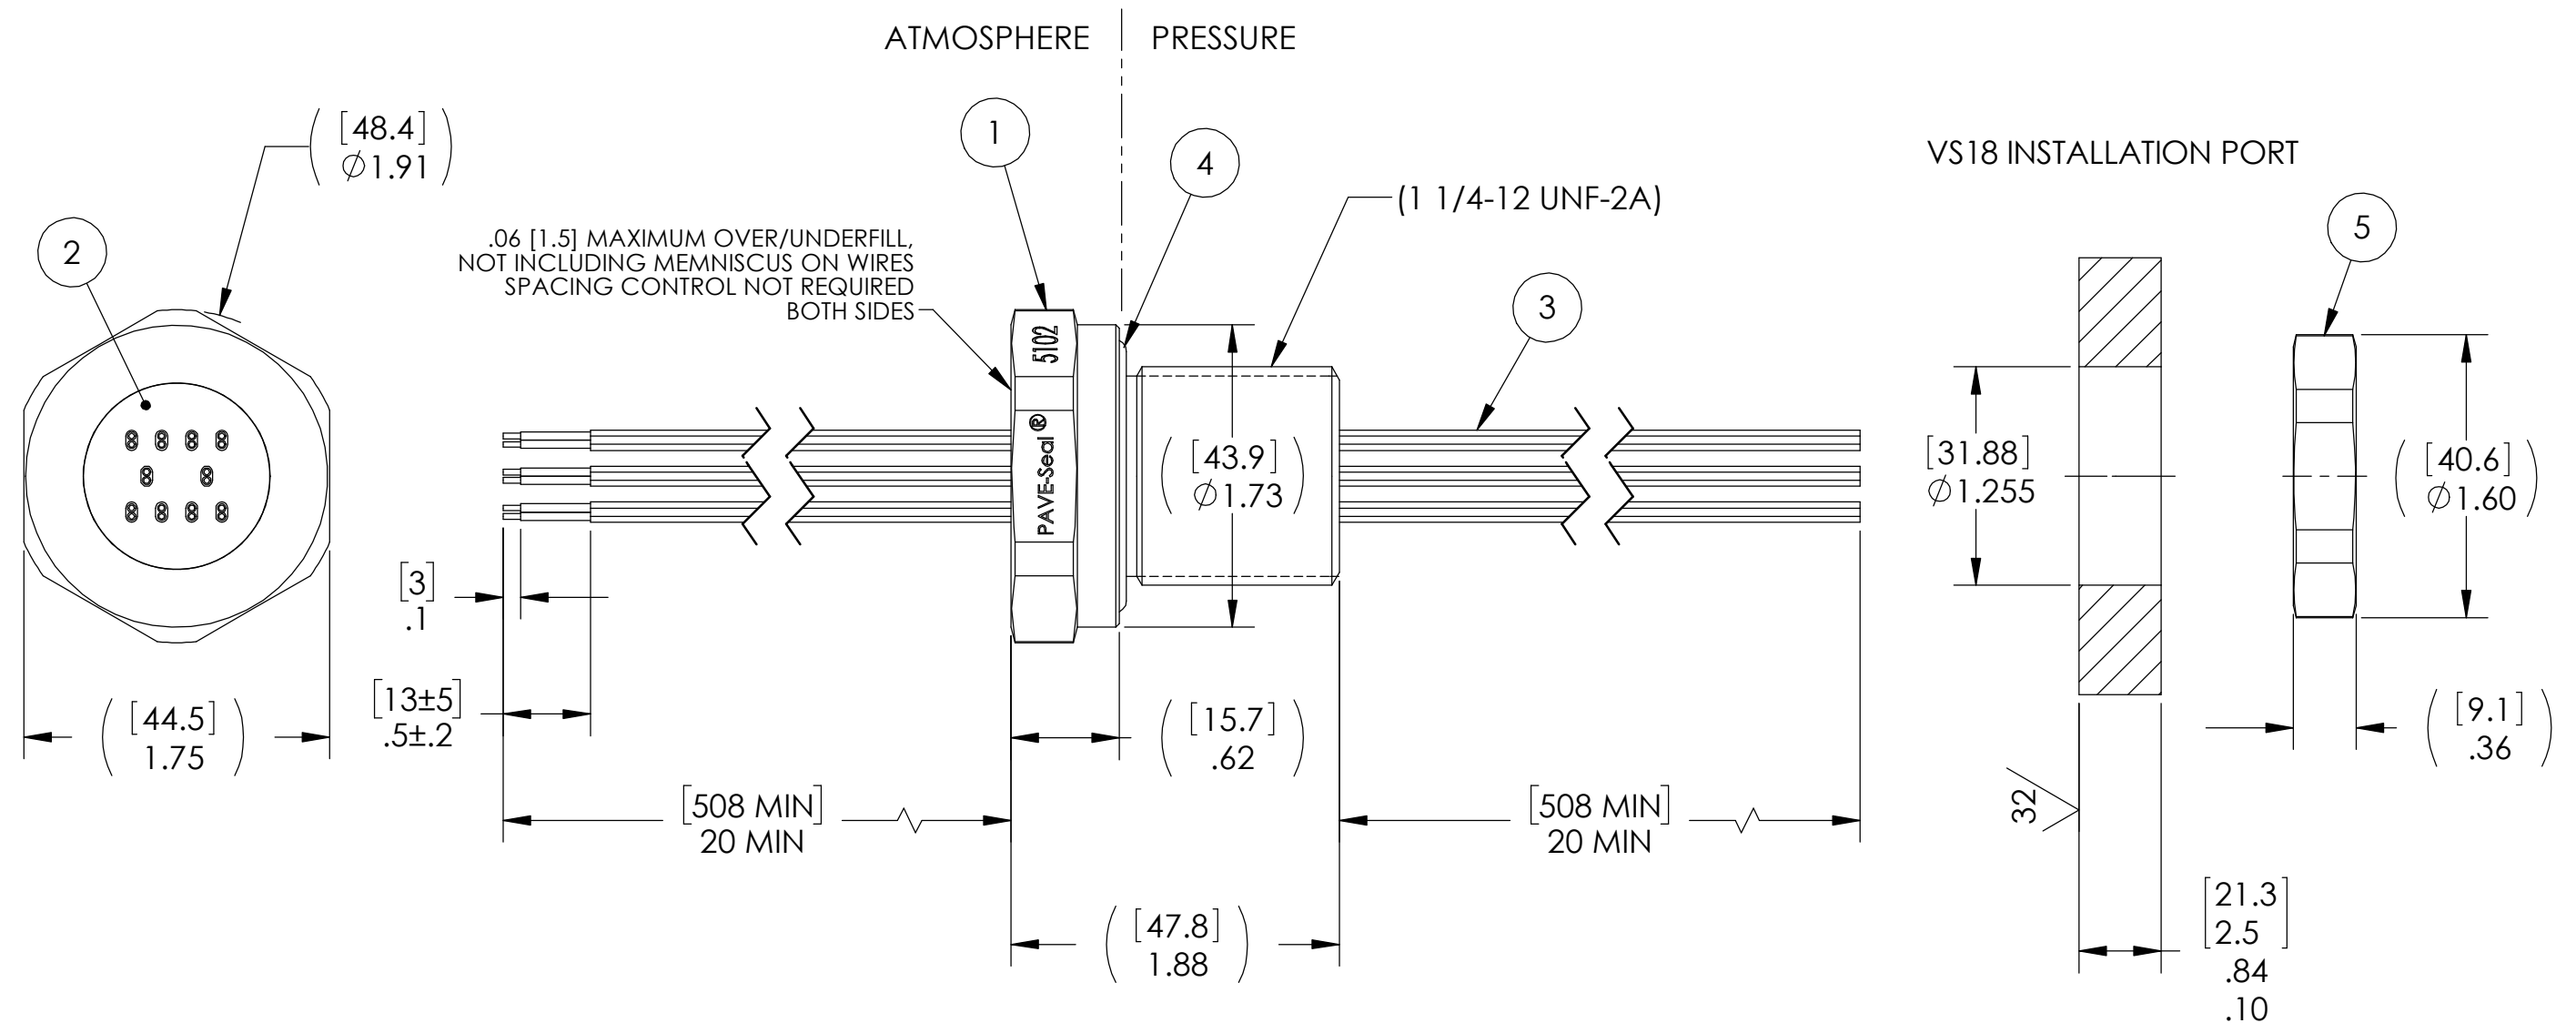 ATMOSPHERE
PRESSURE
[48.4]
∅1.91
1
4
VS18 INSTALLATION PORT
(1 1/4-12 UNF-2A)
2
.06 [1.5] MAXIMUM OVER/UNDERFILL,
NOT INCLUDING MEMNISCUS ON WIRES
SPACING CONTROL NOT REQUIRED
BOTH SIDES
5
3
5102
PAVE-Seal®
([43.9]
∅1.73)
[31.88]
∅1.255
([40.6]
∅1.60)
[3]
.1
[13±5]
.5±.2
([44.5]
1.75)
([15.7]
.62)
([9.1]
.36)
[508 MIN]
20 MIN
[508 MIN]
20 MIN
32
([47.8]
1.88)
[21.3
2.5]
.84
.10